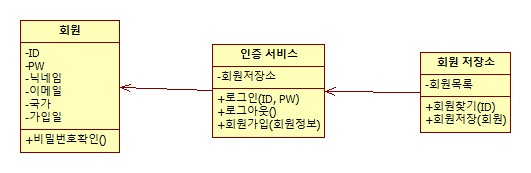 회원
-ID
-PW
-닉네임
-이메일
-국가
-가입일
+비밀번호확인()
인증 서비스
-회원저장소
+로그인(ID, PW)
+로그아웃()
+회원가입(회원정보)
회원 저장소
-회원목록
+회원찾기(ID)
+회원저장(회원)